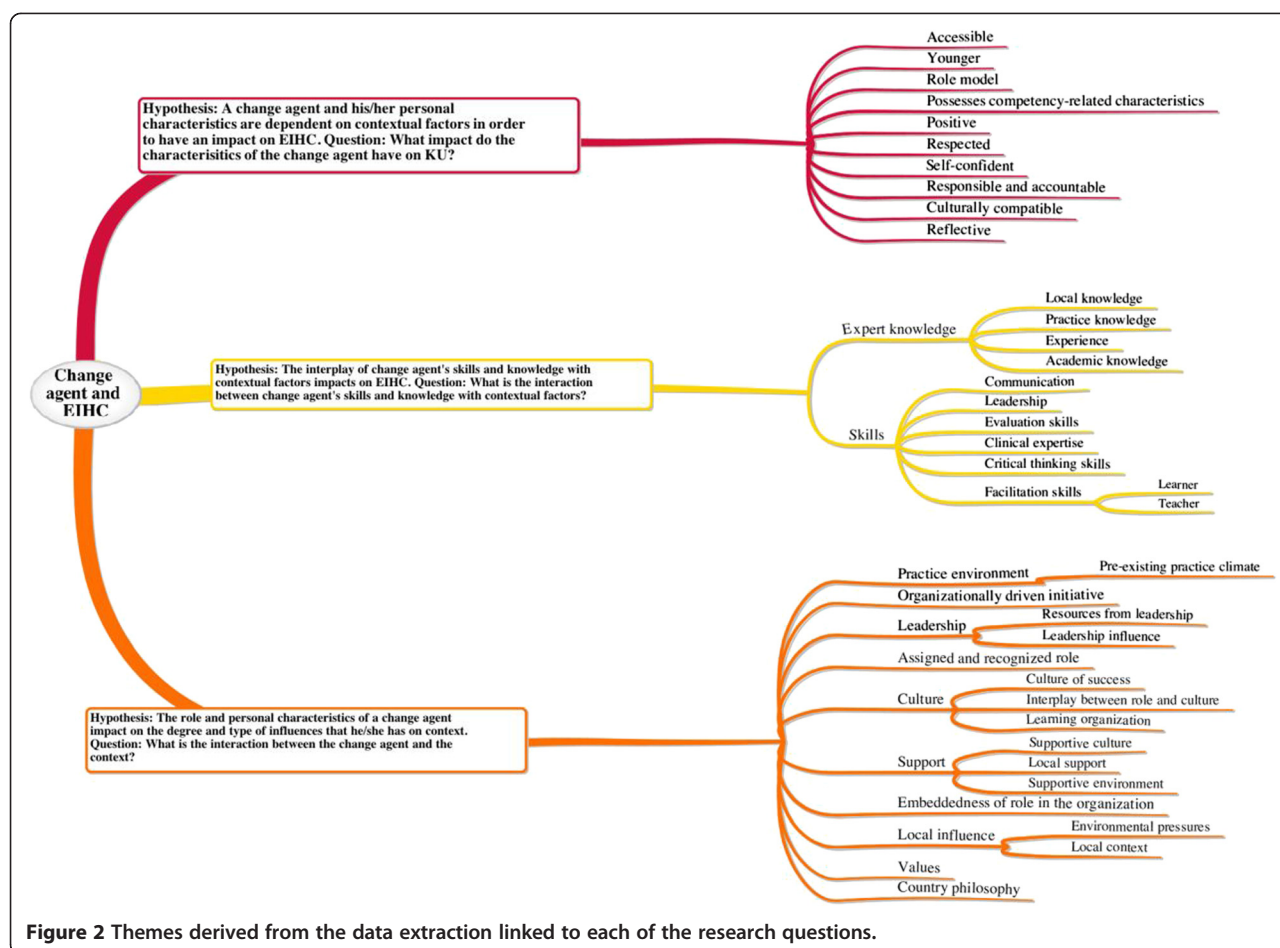 Accessible
Younger
Role model
Possesses competency-related characteristics
Positive
Respected
Self-confident
Responsible and accountable
Culturally compatible
Reflective
Hypothesis: A change agent and his/her personal
characteristics are dependent on contextual factors in order
to have an impact on EIHC. Question: What impact do the
characterisitics of the change agent have on KU?
Change
agent and
EIHC
Hypothesis: The interplay of change agent's skills and knowledge with
contextual factors impacts on EIHC. Question: What is the interaction
between change agent's skills and knowledge with contextual factors?
Expert knowledge
Local knowledge
Practice knowledge
Experience
Academic knowledge
Skills
Communication
Leadership
Evaluation skills
Clinical expertise
Critical thinking skills
Facilitation skills
Learner
Teacher
Hypothesis: The role and personal characteristics of a change agent
impact on the degree and type of influences that he/she has on context.
Question: What is the interaction between the change agent and the
context?
Practice environment
Pre-existing practice climate
Organizationally driven initiative
Leadership
Resources from leadership
Leadership influence
Assigned and recognized role
Culture
Culture of success
Interplay between role and culture
Learning organization
Support
Supportive culture
Local support
Supportive environment
Embeddedness of role in the organization
Local influence
Environmental pressures
Local context
Values
Country philosophy
Figure 2 Themes derived from the data extraction linked to each of the research questions.